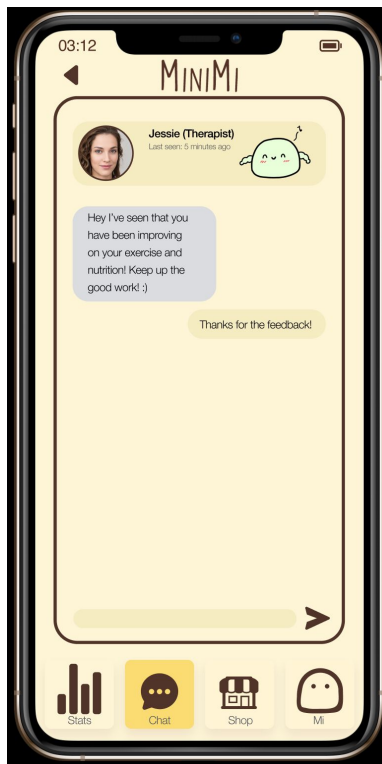 03:12
MINIMI
Jessie (Therapist)
Last seen: 5 minutes ago
Hey I've seen that you
have been improving
on your exercise and
nutrition! Keep up the
good work! :)
Thanks for the feedback!
Stats
Chat
Shop
Mi